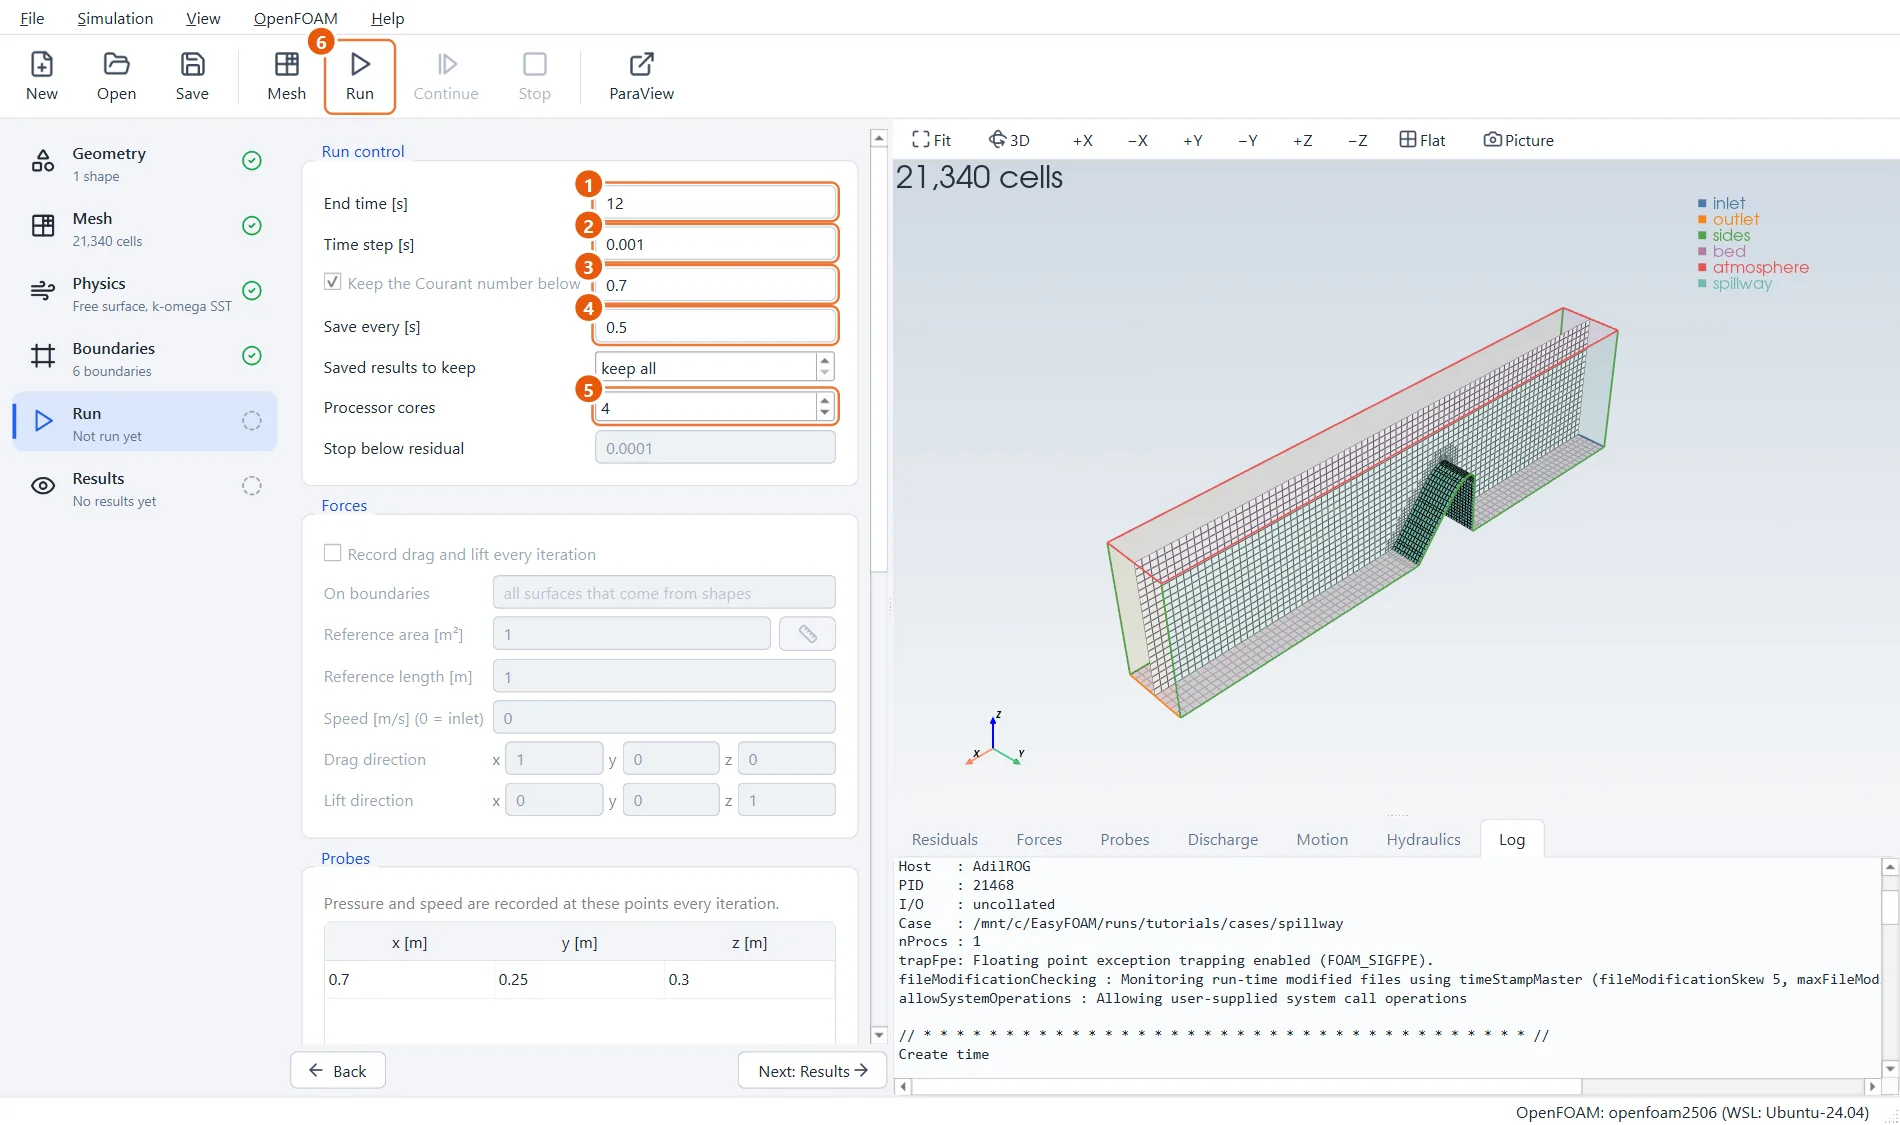 File Simulation View OpenFOAM Help
6
New Open Save Mesh Run Continue Stop ParaView
Geometry
1 shape
Mesh
21,340 cells
Physics
Free surface, k-omega SST
Boundaries
6 boundaries
Run
Not run yet
Results
No results yet
Run control
1
End time [s] 12
2
Time step [s] 0.001
3
Keep the Courant number below 0.7
4
Save every [s] 0.5
Saved results to keep keep all
5
Processor cores 4
Stop below residual 0.0001
Forces
Record drag and lift every iteration
On boundaries all surfaces that come from shapes
Reference area [m²] 1
Reference length [m] 1
Speed [m/s] (0 = inlet) 0
Drag direction x 1 y 0 z 0
Lift direction x 0 y 0 z 1
Probes
Pressure and speed are recorded at these points every iteration.
x [m] y [m] z [m]
0.7 0.25 0.3
Back Next: Results
Fit 3D +X −X +Y −Y +Z −Z Flat Picture
21,340 cells
inlet
outlet
sides
bed
atmosphere
spillway
Z
X Y
Residuals Forces Probes Discharge Motion Hydraulics Log
Host : AdilROG
PID : 21468
I/O : uncollated
Case : /mnt/c/EasyFOAM/runs/tutorials/cases/spillway
nProcs : 1
trapFpe: Floating point exception trapping enabled (FOAM_SIGFPE).
fileModificationChecking : Monitoring run-time modified files using timeStampMaster (fileModificationSkew 5, maxFileMod
allowSystemOperations : Allowing user-supplied system call operations
// * * * * * * * * * * * * * * * * * * * * * * * * * * * * * * * * * * * * * //
Create time
OpenFOAM: openfoam2506 (WSL: Ubuntu-24.04)